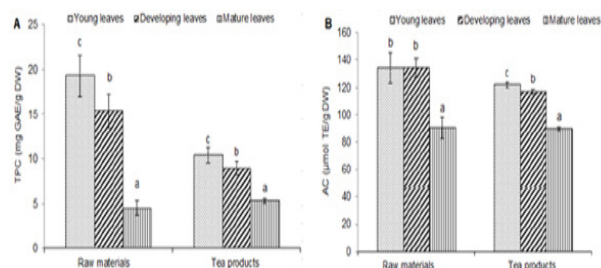 A
Young leaves Developing leaves Mature leaves
TPC (mg GAE/g DW)
25
20
15
10
5
0
c
b
a
c
b
a
Raw materials Tea products
B
Young leaves Developing leaves Mature leaves
AC (µmol TE/g DW)
160
140
120
100
80
60
40
20
0
b
b
a
c
b
a
Raw materials Tea products